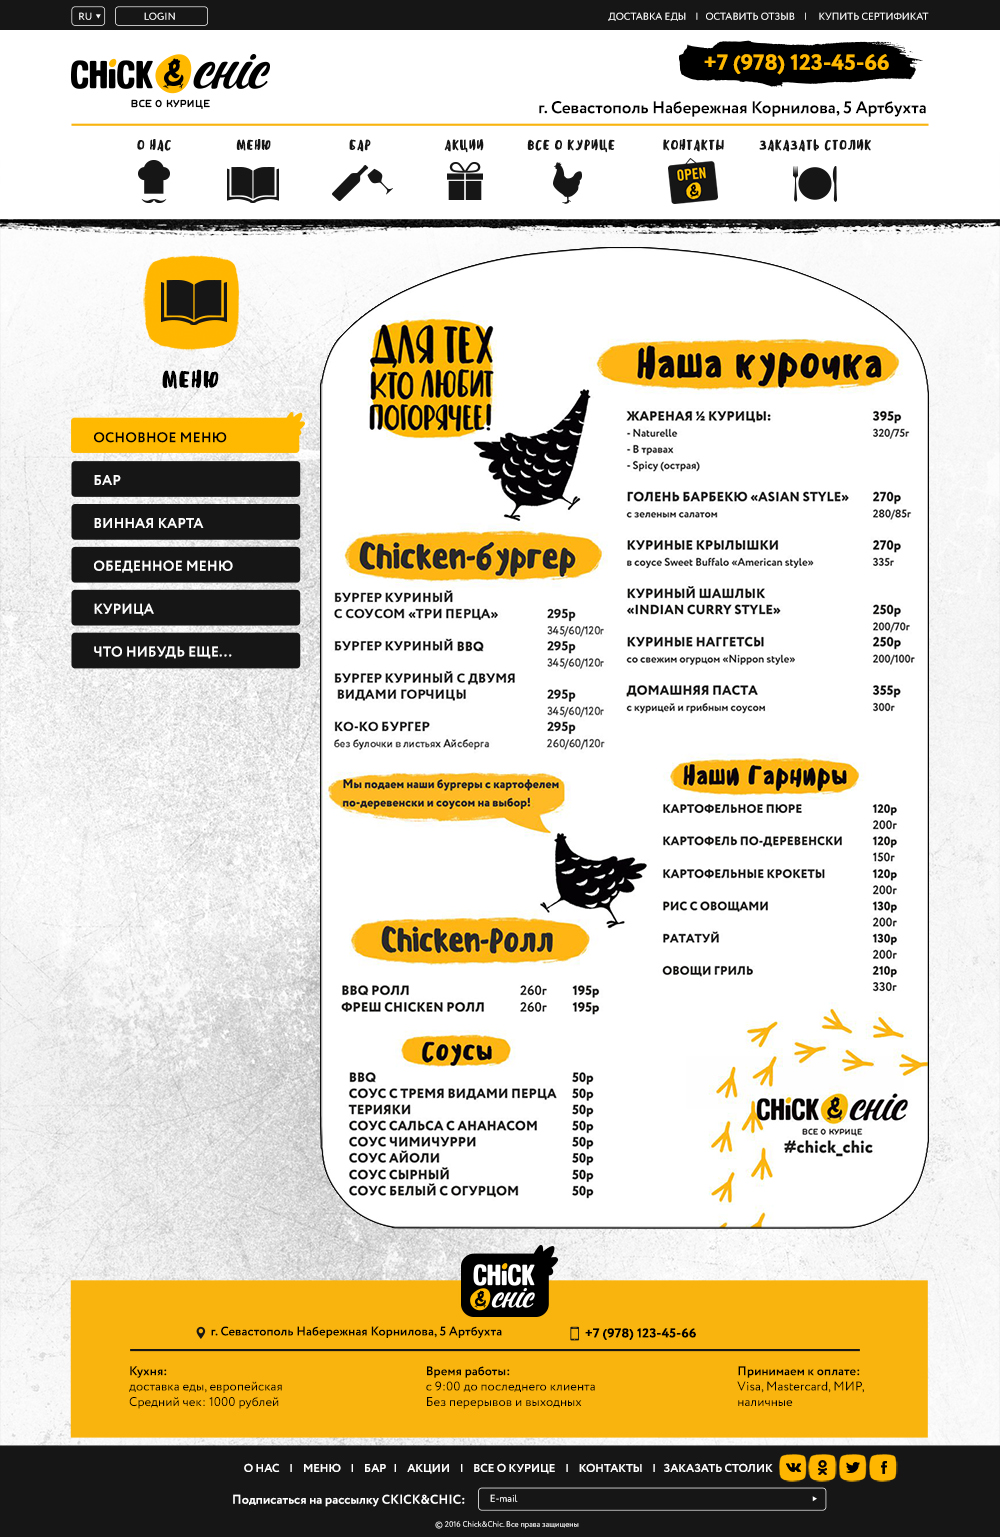 RU ▾
LOGIN
ДОСТАВКА ЕДЫ | ОСТАВИТЬ ОТЗЫВ | КУПИТЬ СЕРТИФИКАТ
CHiCK & CHiC
ВСЕ О КУРИЦЕ
+7 (978) 123-45-66
г. Севастополь Набережная Корнилова, 5 Артбухта
О НАС
МЕНЮ
БАР
АКЦИИ
ВСЕ О КУРИЦЕ
КОНТАКТЫ
ЗАКАЗАТЬ СТОЛИК
OPEN
&
МЕНЮ
ОСНОВНОЕ МЕНЮ
БАР
ВИННАЯ КАРТА
ОБЕДЕННОЕ МЕНЮ
КУРИЦА
ЧТО НИБУДЬ ЕЩЕ...
ДЛЯ ТЕХ
КТО ЛЮБИТ
ПОГОРЯЧЕЕ!
Chicken-бургер
БУРГЕР КУРИНЫЙ
С СОУСОМ «ТРИ ПЕРЦА» 295р
345/60/120г
БУРГЕР КУРИНЫЙ BBQ 295р
345/60/120г
БУРГЕР КУРИНЫЙ С ДВУМЯ
ВИДАМИ ГОРЧИЦЫ 295р
345/60/120г
КО-КО БУРГЕР 295р
без булочки в листьях Айсберга 260/60/120г
Мы подаем наши бургеры с картофелем
по-деревенски и соусом на выбор!
Chicken-Ролл
BBQ РОЛЛ 260г 195р
ФРЕШ CHICKEN РОЛЛ 260г 195р
Соусы
BBQ 50р
СОУС С ТРЕМЯ ВИДАМИ ПЕРЦА 50р
ТЕРИЯКИ 50р
СОУС САЛЬСА С АНАНАСОМ 50р
СОУС ЧИМИЧУРРИ 50р
СОУС АЙОЛИ 50р
СОУС СЫРНЫЙ 50р
СОУС БЕЛЫЙ С ОГУРЦОМ 50р
Наша курочка
ЖАРЕНАЯ ½ КУРИЦЫ: 395р
- Naturelle 320/75г
- В травах
- Spicy (острая)
ГОЛЕНЬ БАРБЕКЮ «ASIAN STYLE» 270р
с зеленым салатом 280/85г
КУРИНЫЕ КРЫЛЫШКИ 270р
в соусе Sweet Buffalo «American style» 335г
КУРИНЫЙ ШАШЛЫК
«INDIAN CURRY STYLE» 250р
200/70г
КУРИНЫЕ НАГГЕТСЫ 250р
со свежим огурцом «Nippon style» 200/100г
ДОМАШНЯЯ ПАСТА 355р
с курицей и грибным соусом 300г
Наши Гарниры
КАРТОФЕЛЬНОЕ ПЮРЕ 120р
200г
КАРТОФЕЛЬ ПО-ДЕРЕВЕНСКИ 120р
150г
КАРТОФЕЛЬНЫЕ КРОКЕТЫ 120р
200г
РИС С ОВОЩАМИ 130р
200г
РАТАТУЙ 130р
200г
ОВОЩИ ГРИЛЬ 210р
330г
CHiCK & CHiC
ВСЕ О КУРИЦЕ
#chick_chic
CHiCK
& CHiC
г. Севастополь Набережная Корнилова, 5 Артбухта
+7 (978) 123-45-66
Кухня:
доставка еды, европейская
Средний чек: 1000 рублей
Время работы:
с 9:00 до последнего клиента
Без перерывов и выходных
Принимаем к оплате:
Visa, Mastercard, МИР,
наличные
О НАС | МЕНЮ | БАР | АКЦИИ | ВСЕ О КУРИЦЕ | КОНТАКТЫ | ЗАКАЗАТЬ СТОЛИК
Подписаться на рассылку CKICK&CHIC:
E-mail
© 2016 Chick&Chic. Все права защищены